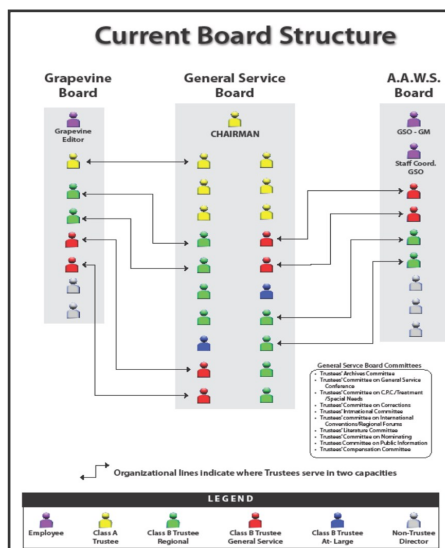 Current Board Structure
Grapevine
Board
General Service
Board
A.A.W.S.
Board
Grapevine
Editor
CHAIRMAN
GSO - GM
Staff Coord.
GSO
General Service Board Committees
• Trustees' Archives Committee
• Trustees' Committee on General Service
Conference
• Trustees' Committee on C.P.C./Treatment
/Special Needs
• Trustees' Committee on Corrections
• Trustees' International Committee
• Trustees' committee on International
Conventions/Regional Forums
• Trustees' Literature Committee
• Trustees' Committee on Nominating
• Trustees Committee on Public Information
• Trustees' Compensation Committee
Organizational lines indicate where Trustees serve in two capacities
LEGEND
Employee
Class A
Trustee
Class B Trustee
Regional
Class B Trustee
General Service
Class B Trustee
At- Large
Non-Trustee
Director